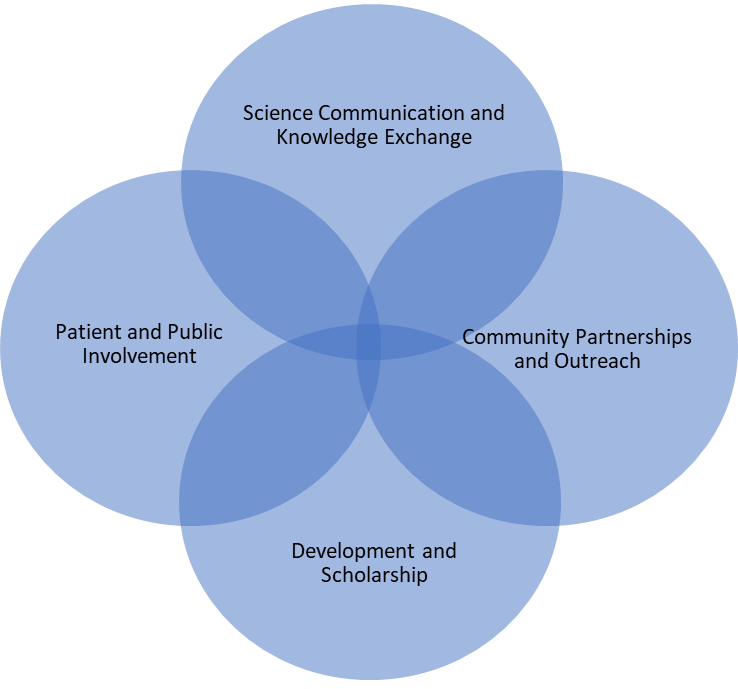 Science Communication and
Knowledge Exchange
Patient and Public
Involvement
Community Partnerships
and Outreach
Development and
Scholarship